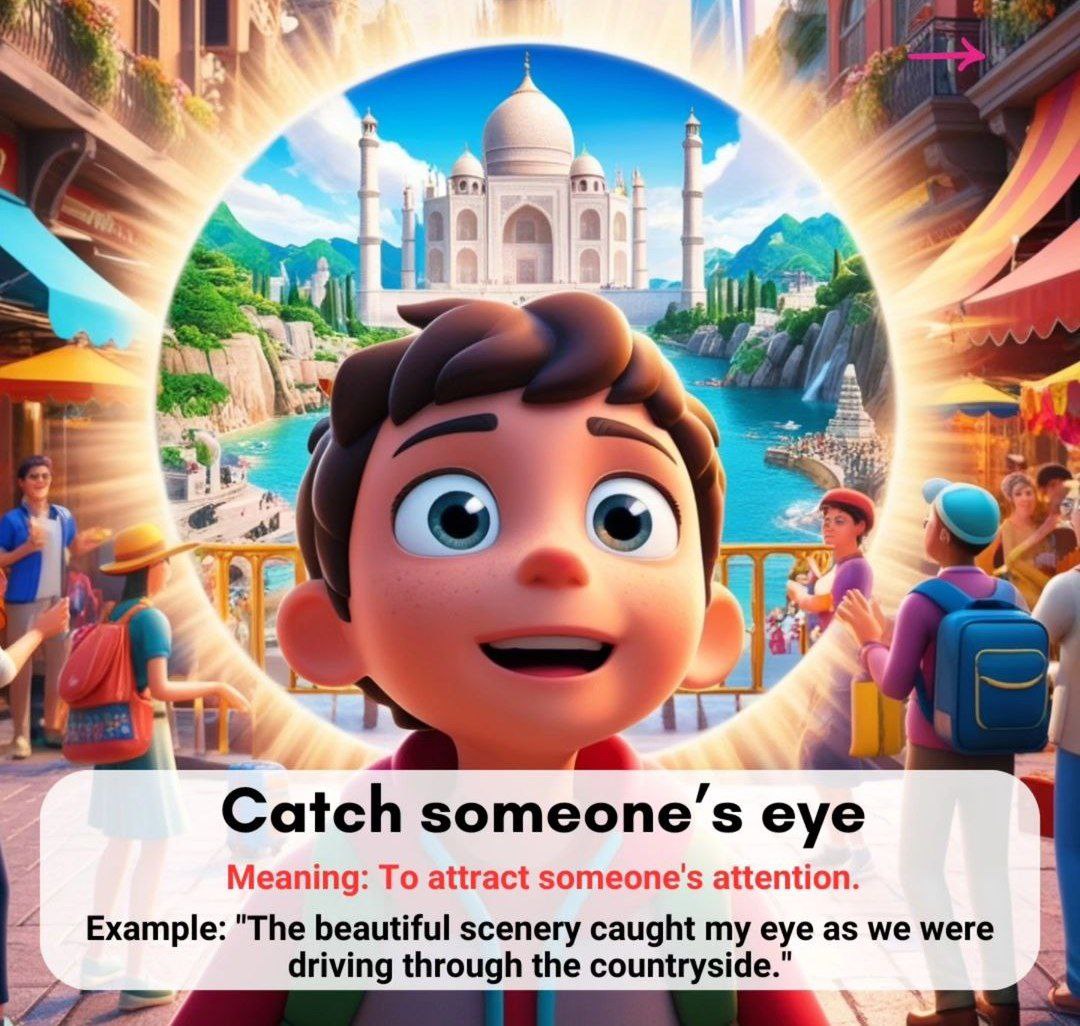 Catch someone’s eye
Meaning: To attract someone's attention.
Example: "The beautiful scenery caught my eye as we were
driving through the countryside."